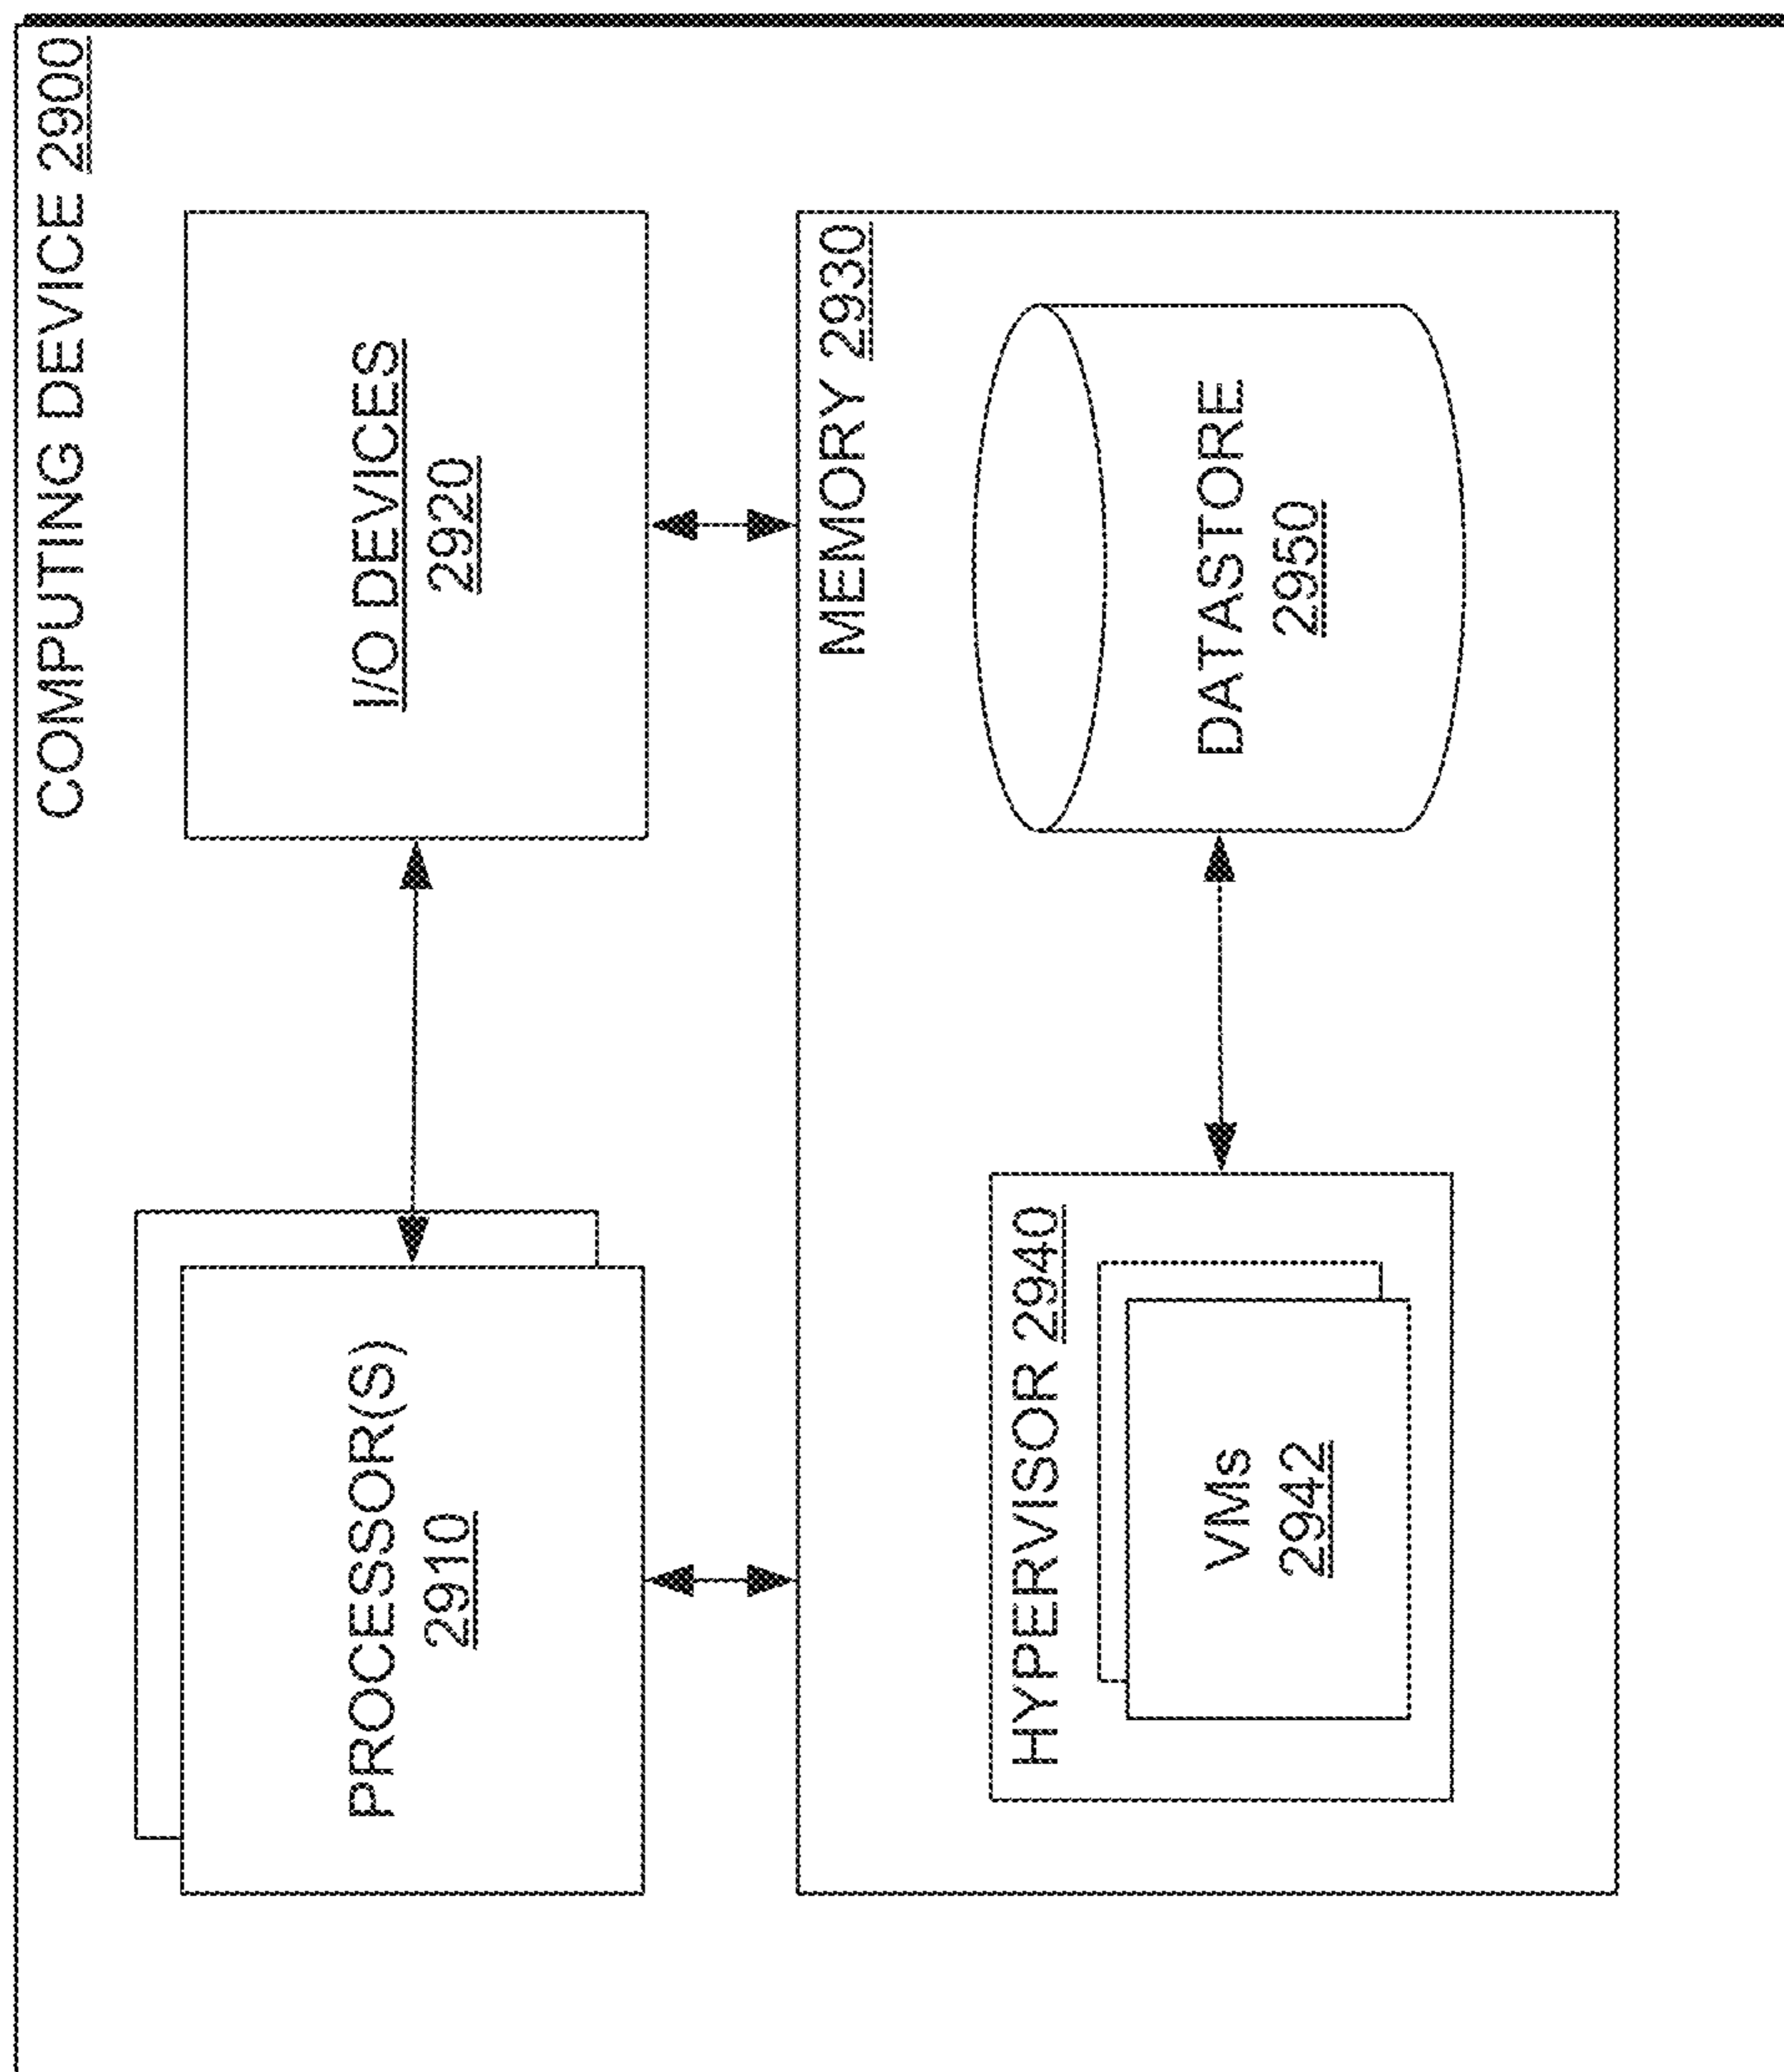 COMPUTING DEVICE 2900
PROCESSOR(S)
2910
I/O DEVICES
2920
MEMORY 2930
HYPERVISOR 2940
VMs
2942
DATASTORE
2950